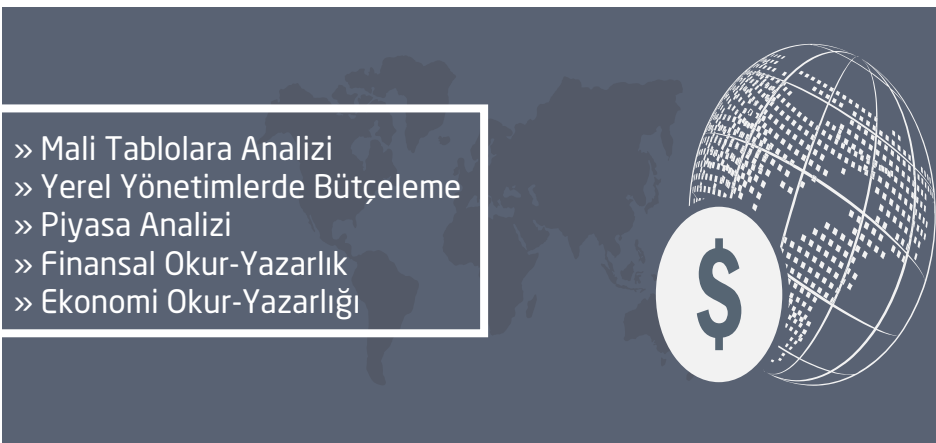 » Mali Tablolara Analizi
» Yerel Yönetimlerde Bütçeleme
» Piyasa Analizi
» Finansal Okur-Yazarlık
» Ekonomi Okur-Yazarlığı
$